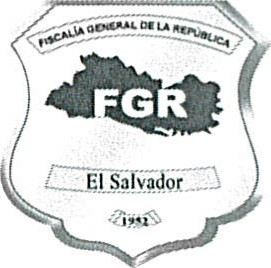 FISCALÍA GENERAL DE LA REPÚBLICA
FGR
El Salvador
1952